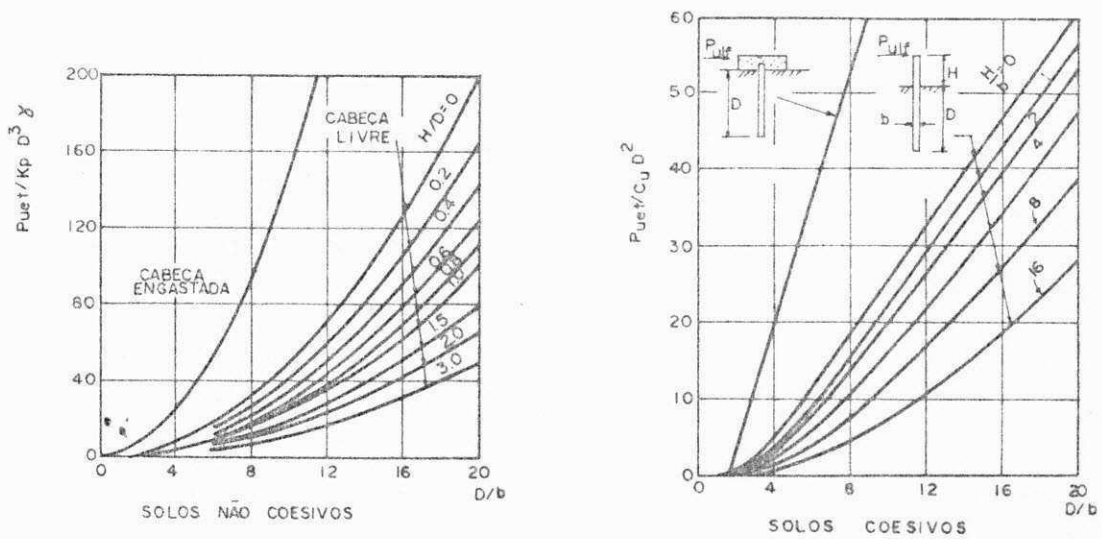 Puet/Kp D³ γ
200
160
120
80
40
0
0 4 8 12 16 20
D/b
CABEÇA
LIVRE
CABEÇA
ENGASTADA
H/D=0
0.2
0.4
0.6
0.8
1.0
1.5
2.0
3.0
SOLOS NÃO COESIVOS
Puet/Cu D²
60
50
40
30
20
10
0
0 4 8 12 16 20
D/b
Pult
D
Pult
H
D
b
H/b=0
2
4
8
16
SOLOS COESIVOS